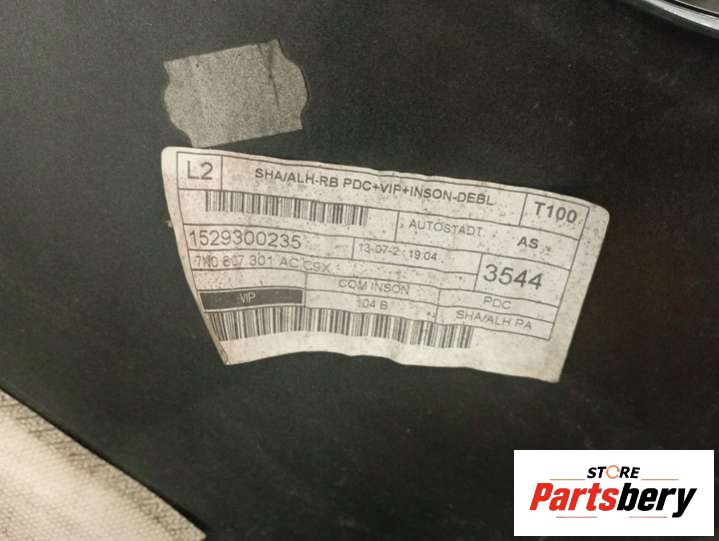 L2 SHA/ALH-RB PDC+VIP+INSON-DEBL T100
AUTOSTADT AS
1529300235 13-07-2 19:04 3544
7N0 807 301 AC C9X COM INSON PDC
VIP 104 B SHA/ALH PA
STORE
Partsbery